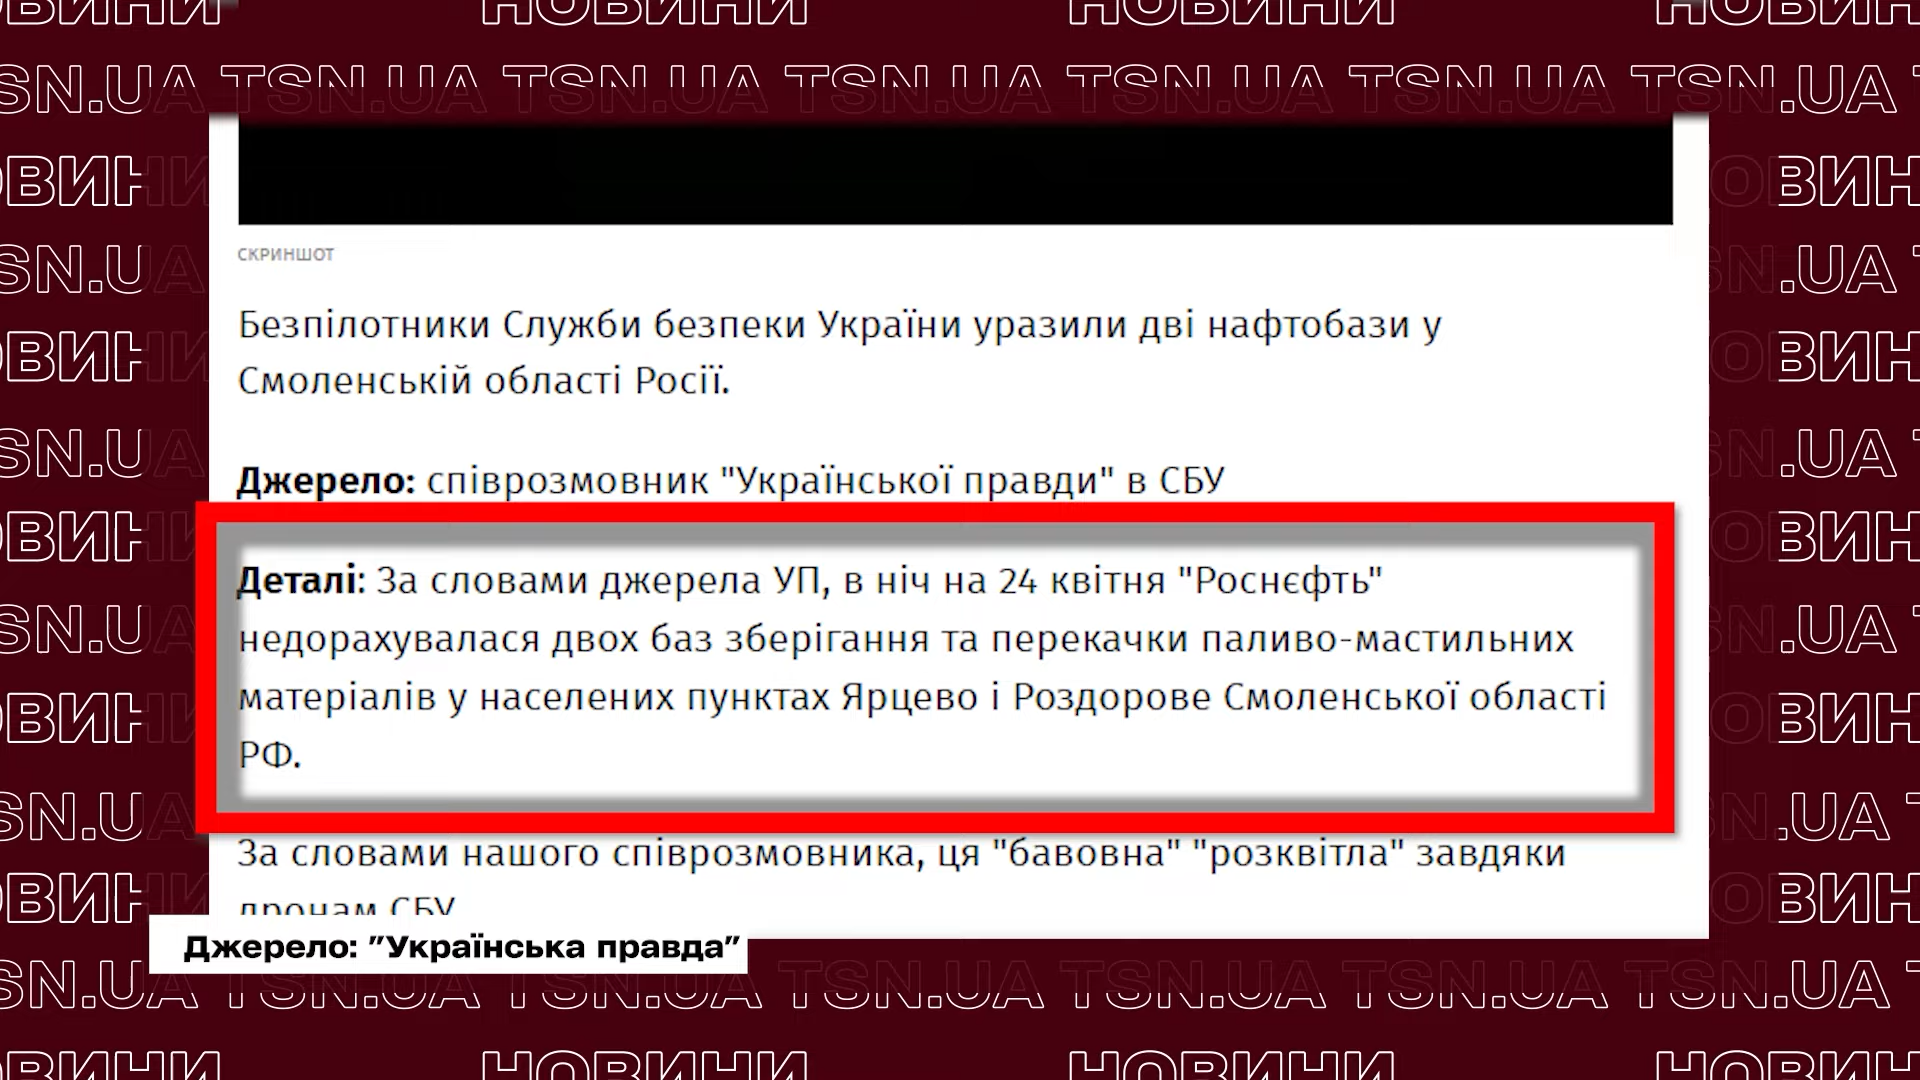 НОВИНИ НОВИНИ НОВИНИ НОВИНИ
SN.UA TSN.UA TSN.UA TSN.UA TSN.UA TSN.UA TSN.UA
СКРИНШОТ
Безпілотники Служби безпеки України уразили дві нафтобази у
Смоленській області Росії.
Джерело: співрозмовник "Української правди" в СБУ
Деталі: За словами джерела УП, в ніч на 24 квітня "Роснєфть"
недорахувалася двох баз зберігання та перекачки паливо-мастильних
матеріалів у населених пунктах Ярцево і Роздорове Смоленської області
РФ.
За словами нашого співрозмовника, ця "бавовна" "розквітла" завдяки
дронам СБУ
Джерело: "Українська правда"
SN.UA TSN.UA TSN.UA TSN.UA TSN.UA TSN.UA TSN.UA
НОВИНИ НОВИНИ НОВИНИ НОВИНИ